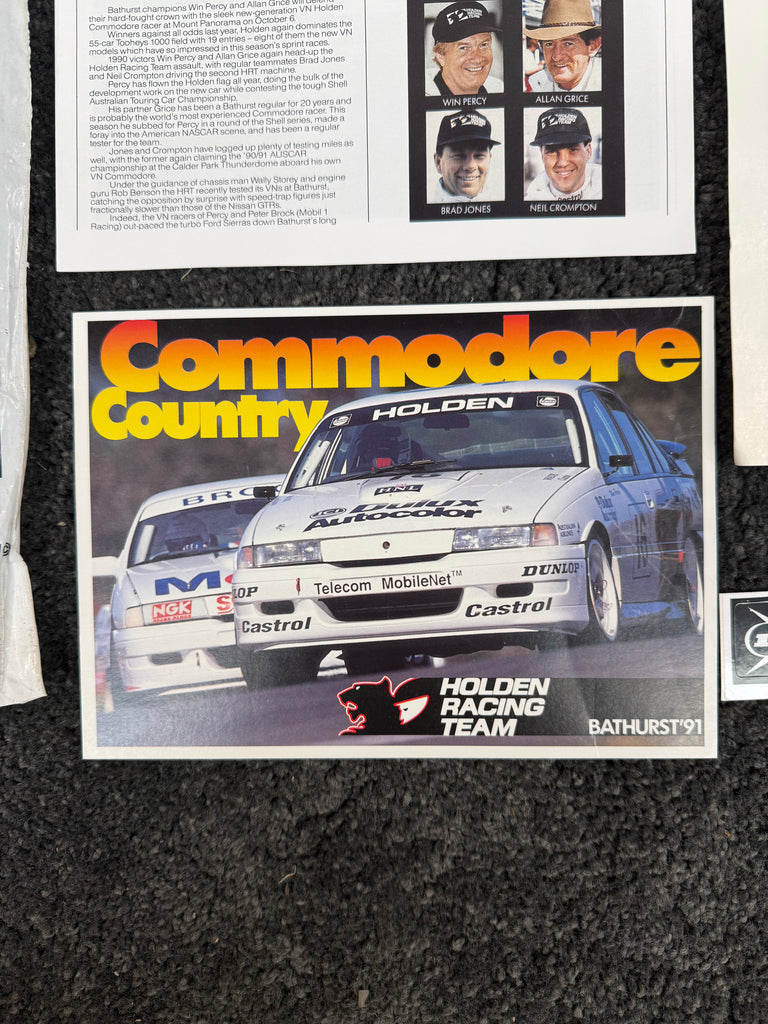 Bathurst champions Win Percy and Allan Grice will defend
their hard-fought crown with the sleek new-generation VN Holden
Commodore racer at Mount Panorama on October 6.
Winners against all odds last year, Holden again dominates the
55-car Tooheys 1000 field with 19 entries – eight of them the new VN
models which have so impressed in this season's sprint races.
1990 victors Win Percy and Allan Grice again head-up the
Holden Racing Team assault, with regular teammates Brad Jones
and Neil Crompton driving the second HRT machine.
Percy has flown the Holden flag all year, doing the bulk of the
development work on the new car while contesting the tough Shell
Australian Touring Car Championship.
His partner Grice has been a Bathurst regular for 20 years and
is probably the world's most experienced Commodore racer. This
season he subbed for Percy in a round of the Shell series, made a
foray into the American NASCAR scene, and has been a regular
tester for the team.
Jones and Crompton have logged up plenty of testing miles as
well, with the former again claiming the '90/91 AUSCAR
championship at the Calder Park Thunderdome aboard his own
VN Commodore.
Under the guidance of chassis man Wally Storey and engine
guru Rob Benson the HRT recently tested its VNs at Bathurst,
catching the opposition by surprise with speed-trap figures just
fractionally slower than those of the Nissan GTRs.
Indeed, the VN racers of Percy and Peter Brock (Mobil 1
Racing) out-paced the turbo Ford Sierras down Bathurst's long
WIN PERCY
ALLAN GRICE
BRAD JONES
NEIL CROMPTON
Commodore
Country
HOLDEN
BRO
ICI Dulux
Autocolor
AUSTRALIAN
AIRLINES
16
M
NGK
S
OP
Telecom MobileNet™
DUNLOP
Castrol
Castrol
HOLDEN
RACING
TEAM
BATHURST'91